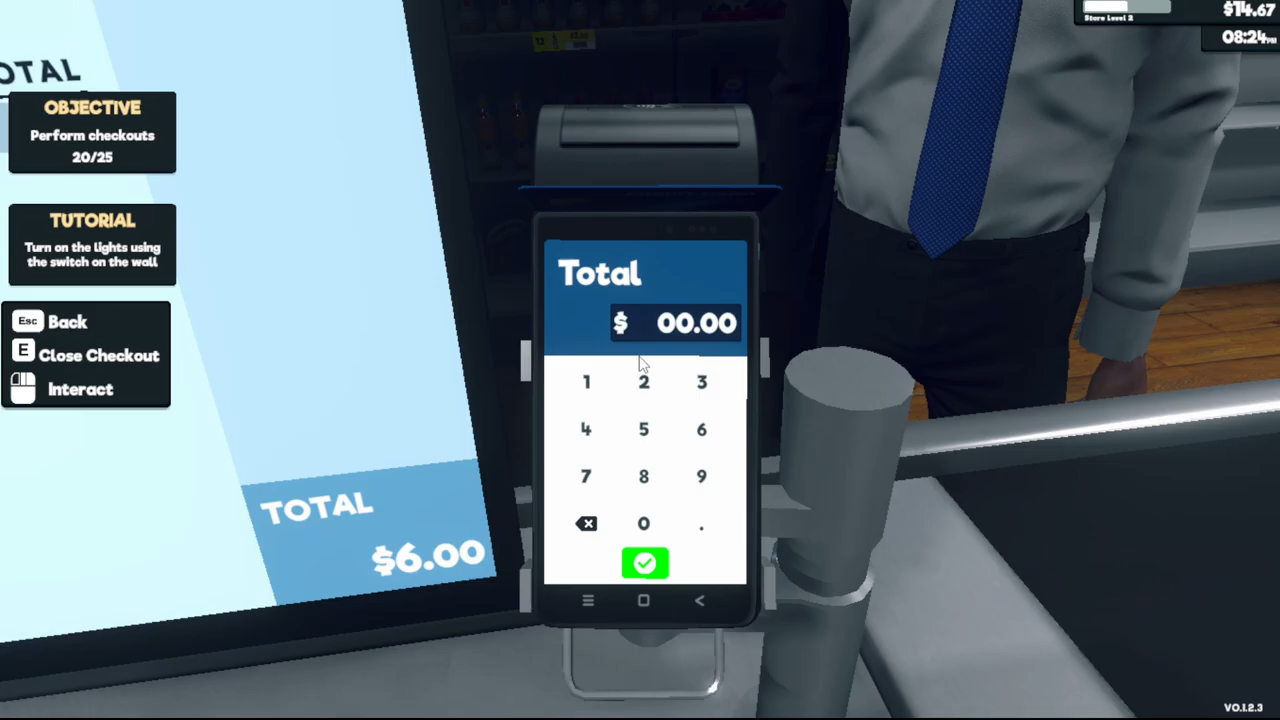 OTAL
OBJECTIVE
Perform checkouts
20/25
TUTORIAL
Turn on the lights using
the switch on the wall
Esc Back
E Close Checkout
Interact
TOTAL
$6.00
Total
$ 00.00
1 2 3
4 5 6
7 8 9
0 .
Store Level 2
$14.67
08:24PM
V0.1.2.3